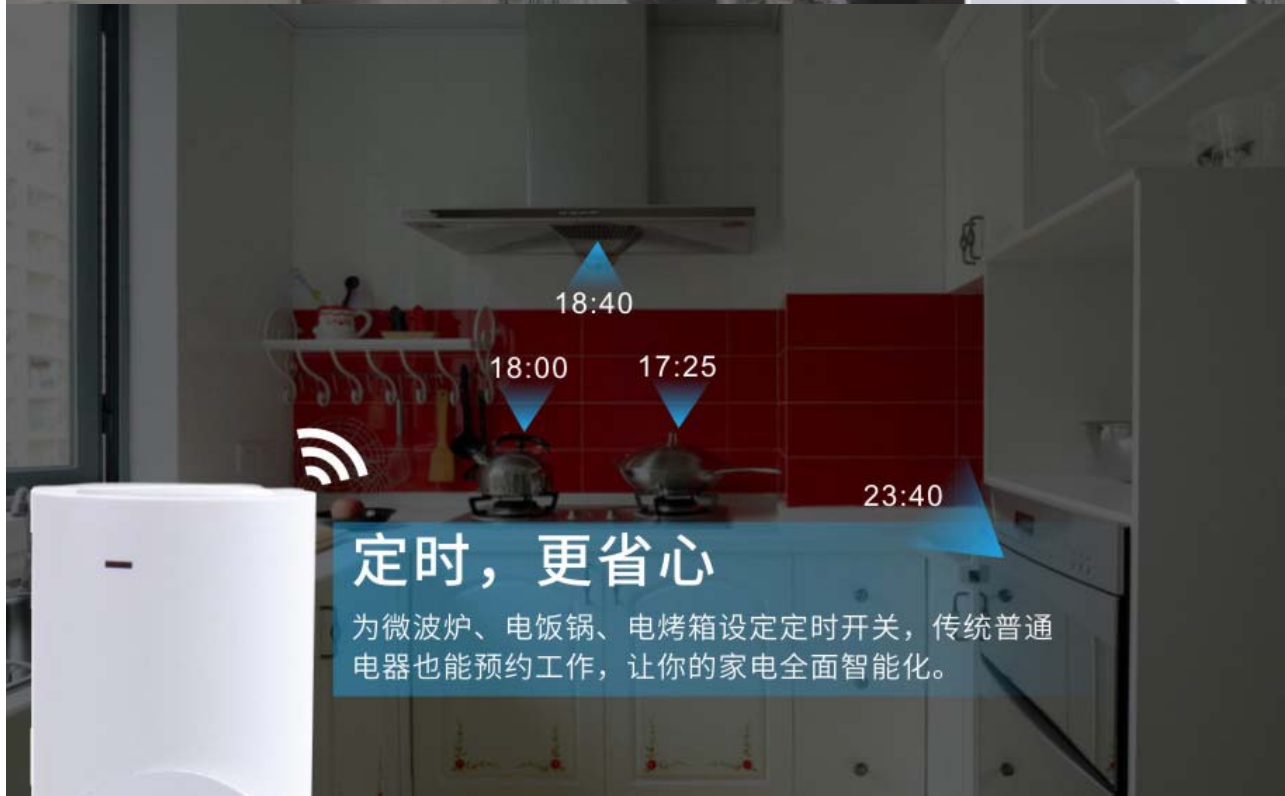 18:40
18:00
17:25
23:40
定时，更省心
为微波炉、电饭锅、电烤箱设定定时开关，传统普通
电器也能预约工作，让你的家电全面智能化。